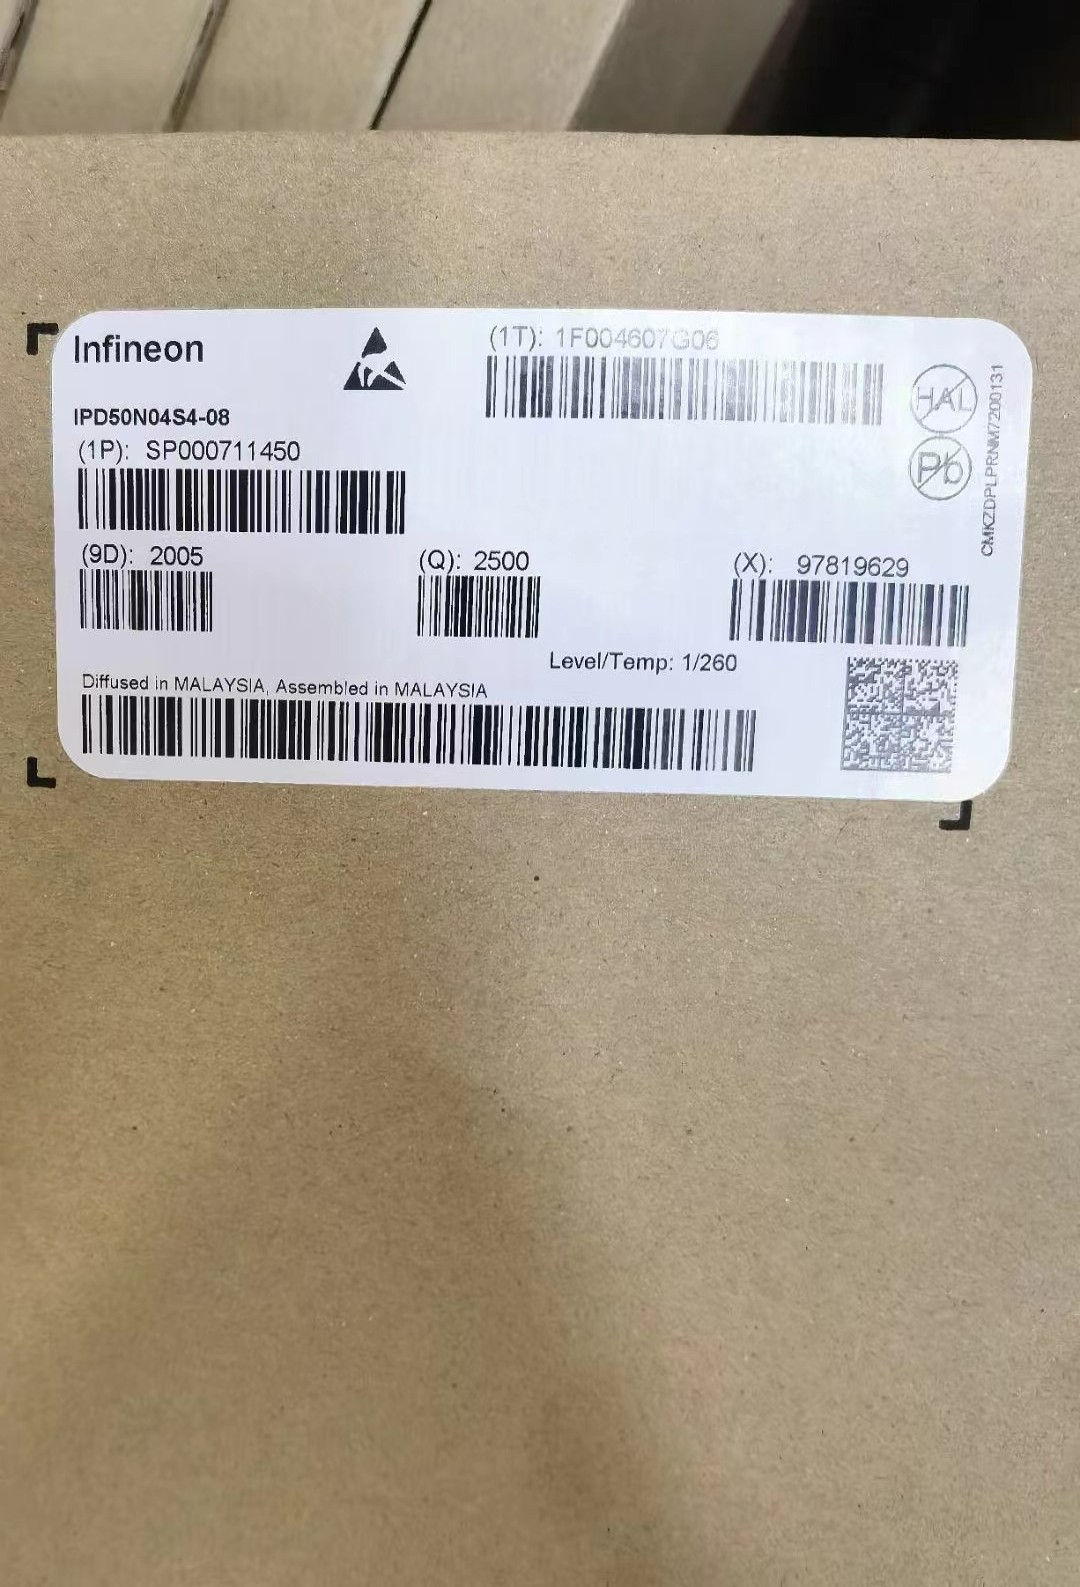 Infineon
(1T): 1F004607G06
IPD50N04S4-08
(1P): SP000711450
HAL
Pb
CMKZDPLPRNM7200131
(9D): 2005
(Q): 2500
(X): 97819629
Level/Temp: 1/260
Diffused in MALAYSIA, Assembled in MALAYSIA